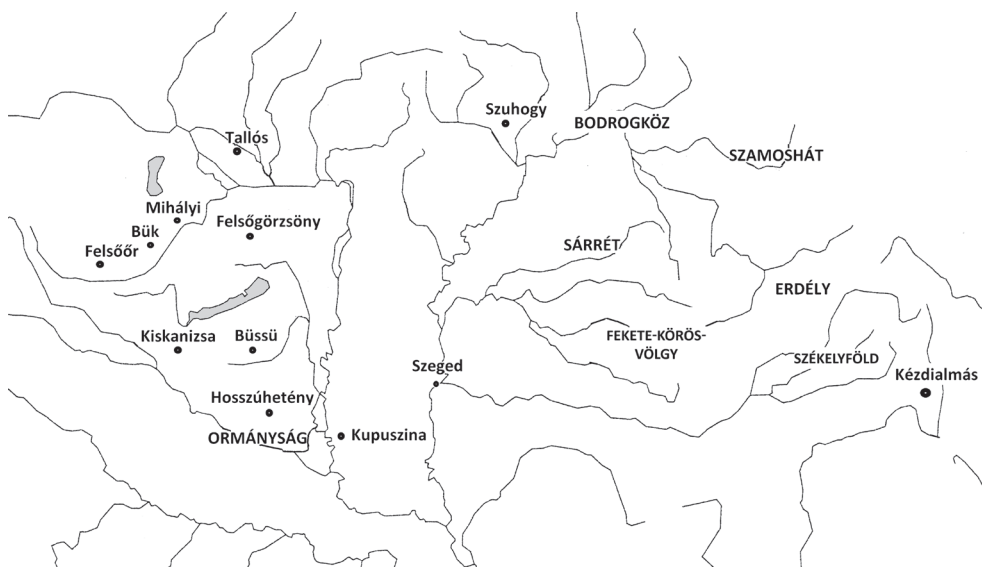 Szuhogy
BODROGKÖZ
Tallós
SZAMOSHÁT
Mihályi
Felsőgörzsöny
Bük
SÁRRÉT
Felsőőr
ERDÉLY
Kiskanizsa
Büssü
FEKETE-KÖRÖS-
VÖLGY
SZÉKELYFÖLD
Szeged
Kézdialmás
Hosszúhetény
ORMÁNYSÁG
Kupuszina